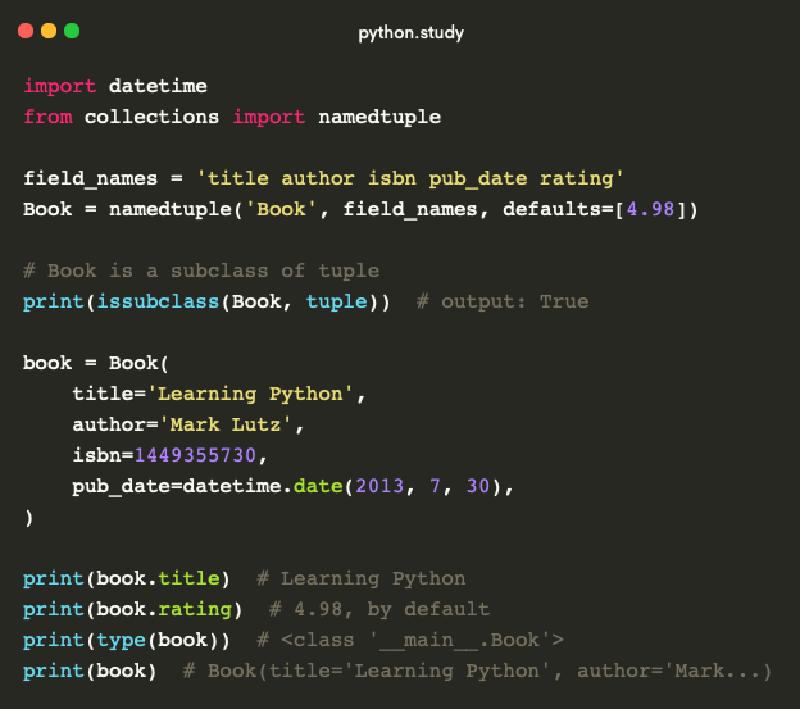 python.study
import datetime
from collections import namedtuple
field_names = 'title author isbn pub_date rating'
Book = namedtuple('Book', field_names, defaults=[4.98])
# Book is a subclass of tuple
print(issubclass(Book, tuple))  # output: True
book = Book(
    title='Learning Python',
    author='Mark Lutz',
    isbn=1449355730,
    pub_date=datetime.date(2013, 7, 30),
)
print(book.title)  # Learning Python
print(book.rating)  # 4.98, by default
print(type(book))  # <class '__main__.Book'>
print(book)  # Book(title='Learning Python', author='Mark...)